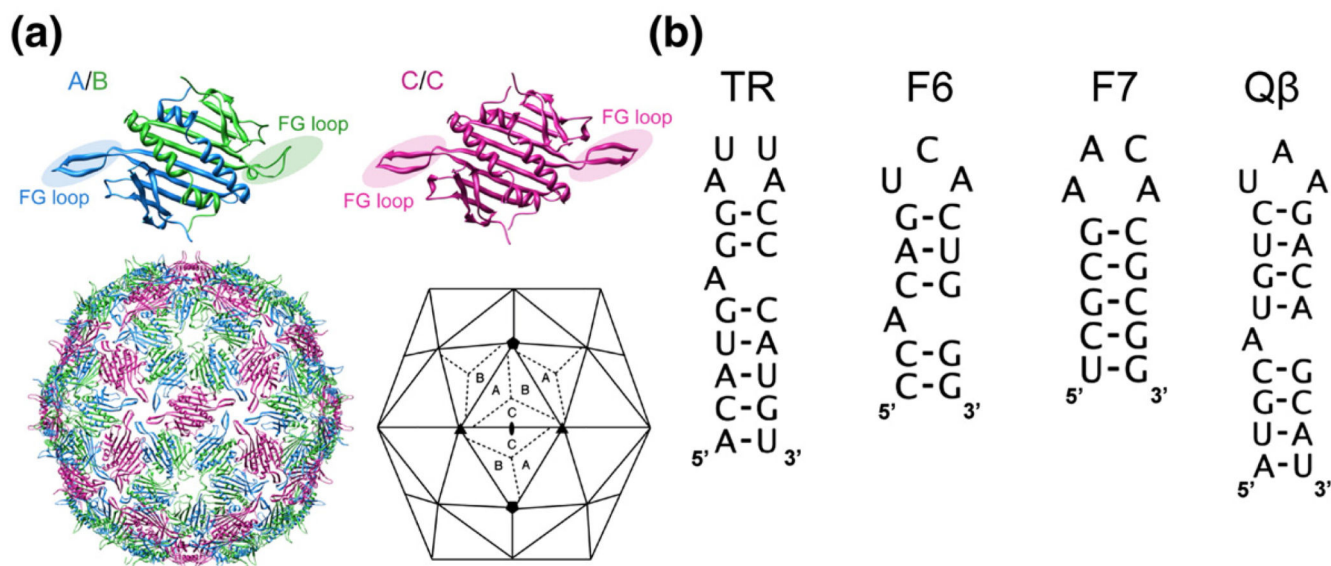 (a)
A/B
FG loop
FG loop
C/C
FG loop
FG loop
B A B A
C
C
B A
(b)
TR
U U
A A
G-C
G-C
A
G-C
U-A
A-U
C-G
5' A-U 3'
F6
C
U A
G-C
A-U
C-G
A
C-G
C-G
5' 3'
F7
A C
A A
G-C
C-G
G-C
C-G
U-G
5' 3'
Qβ
A
U A
C-G
U-A
G-C
U-A
A
C-G
G-C
U-A
A-U
5' 3'